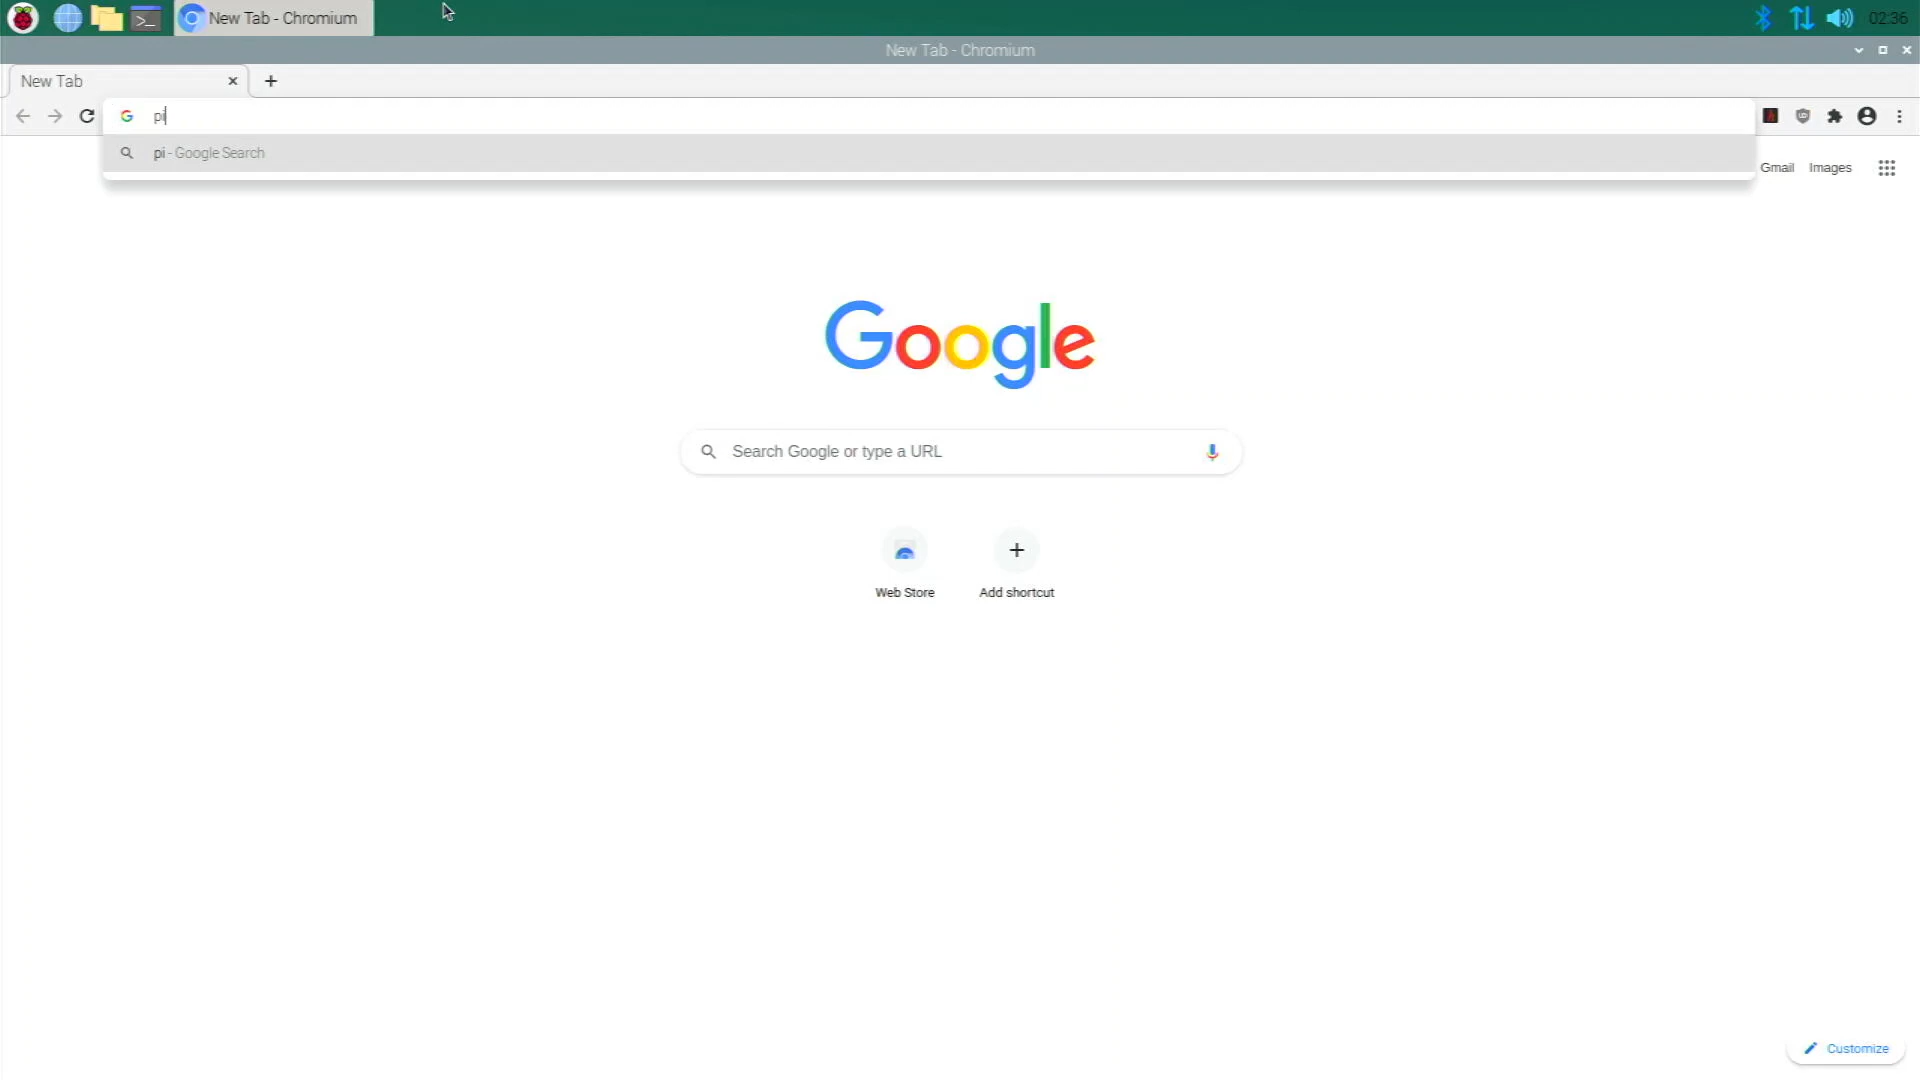 New Tab - Chromium
02:36
New Tab - Chromium
New Tab
pi
pi - Google Search
Gmail Images
Google
Search Google or type a URL
Web Store Add shortcut
Customize